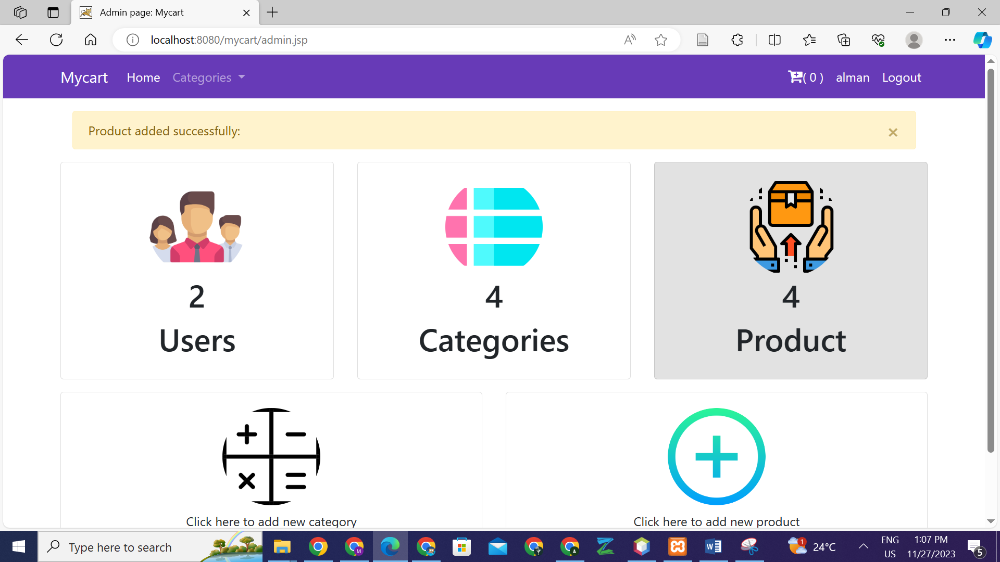 Admin page: Mycart
localhost:8080/mycart/admin.jsp
Mycart Home Categories ( 0 ) alman Logout
Product added successfully: ×
2 4 4
Users Categories Product
Click here to add new category Click here to add new product
Type here to search 1 24°C ENG 1:07 PM
US 11/27/2023 5